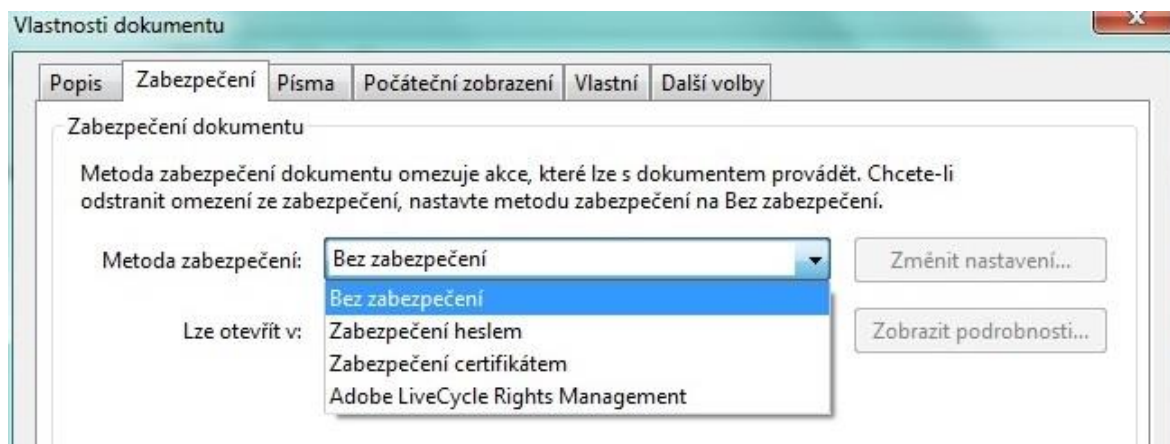 Vlastnosti dokumentu
Popis Zabezpečení Písma Počáteční zobrazení Vlastní Další volby
Zabezpečení dokumentu
Metoda zabezpečení dokumentu omezuje akce, které lze s dokumentem provádět. Chcete-li
odstranit omezení ze zabezpečení, nastavte metodu zabezpečení na Bez zabezpečení.
Metoda zabezpečení: Bez zabezpečení Změnit nastavení...
Bez zabezpečení
Lze otevřít v: Zabezpečení heslem Zobrazit podrobnosti...
Zabezpečení certifikátem
Adobe LiveCycle Rights Management